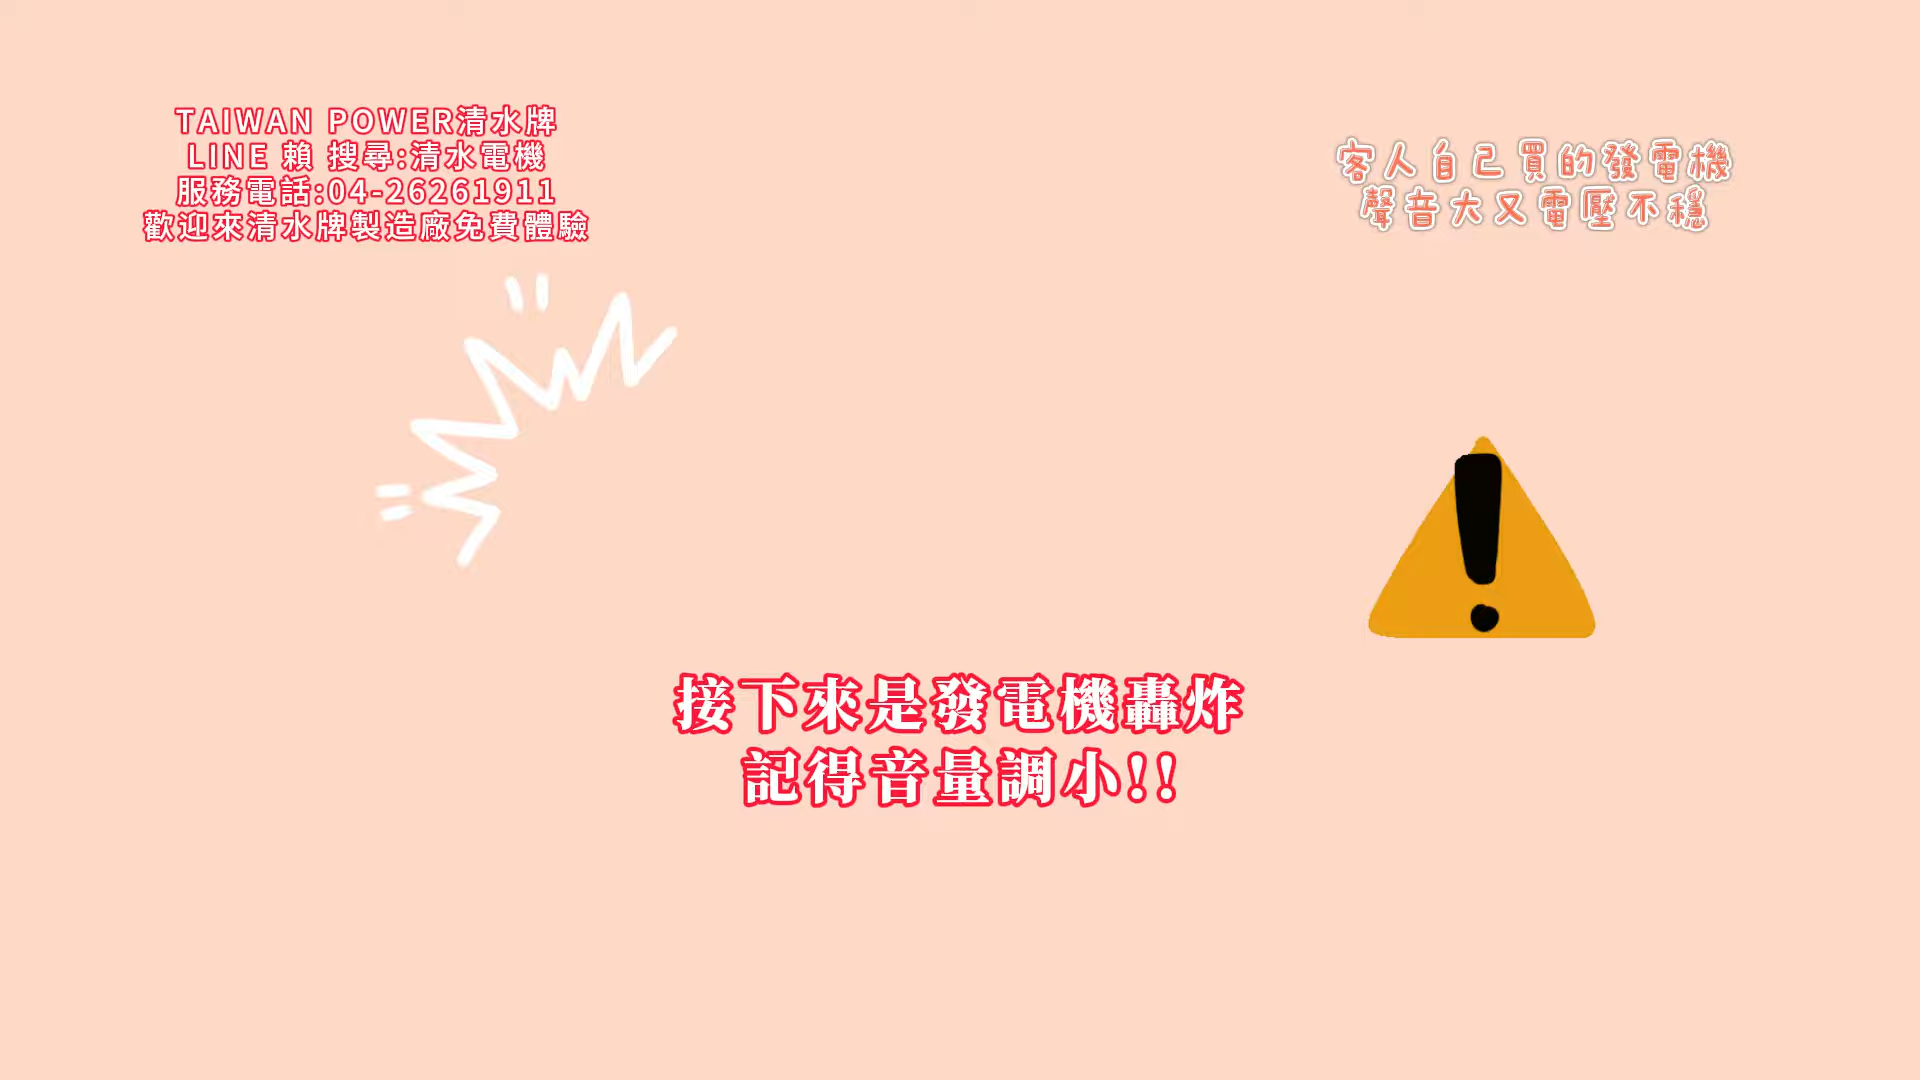 TAIWAN POWER清水牌
LINE 賴 搜尋:清水電機
服務電話:04-26261911
歡迎來清水牌製造廠免費體驗
客人自己買的發電機
聲音大又電壓不穩
接下來是發電機轟炸
記得音量調小!!